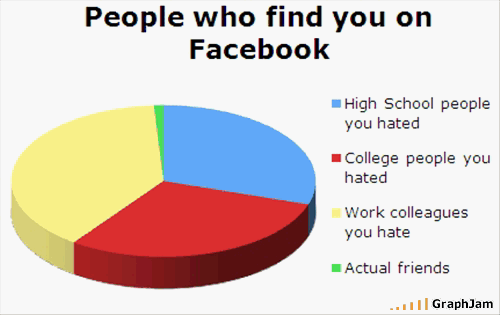 People who find you on
Facebook
High School people
you hated
College people you
hated
Work colleagues
you hate
Actual friends
GraphJam